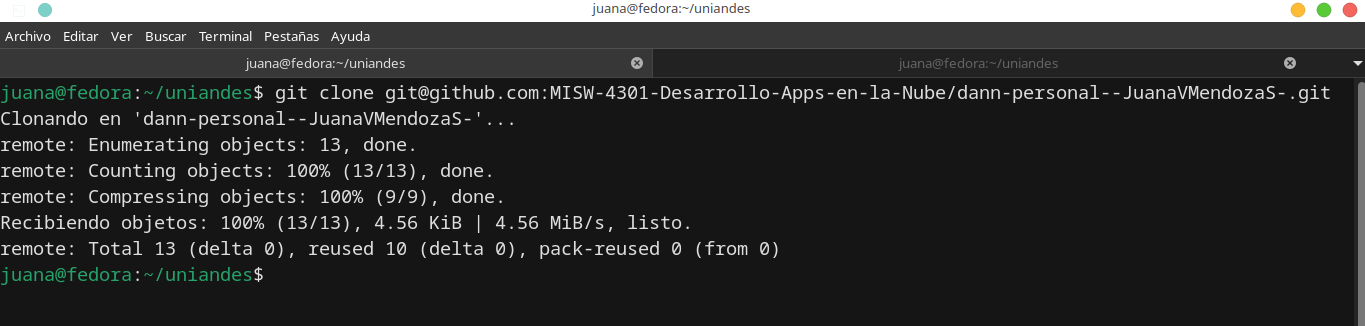 juana@fedora:~/uniandes
Archivo Editar Ver Buscar Terminal Pestañas Ayuda
juana@fedora:~/uniandes juana@fedora:~/uniandes
juana@fedora:~/uniandes$ git clone git@github.com:MISW-4301-Desarrollo-Apps-en-la-Nube/dann-personal--JuanaVMendozaS-.git
Clonando en 'dann-personal--JuanaVMendozaS-'...
remote: Enumerating objects: 13, done.
remote: Counting objects: 100% (13/13), done.
remote: Compressing objects: 100% (9/9), done.
Recibiendo objetos: 100% (13/13), 4.56 KiB | 4.56 MiB/s, listo.
remote: Total 13 (delta 0), reused 10 (delta 0), pack-reused 0 (from 0)
juana@fedora:~/uniandes$